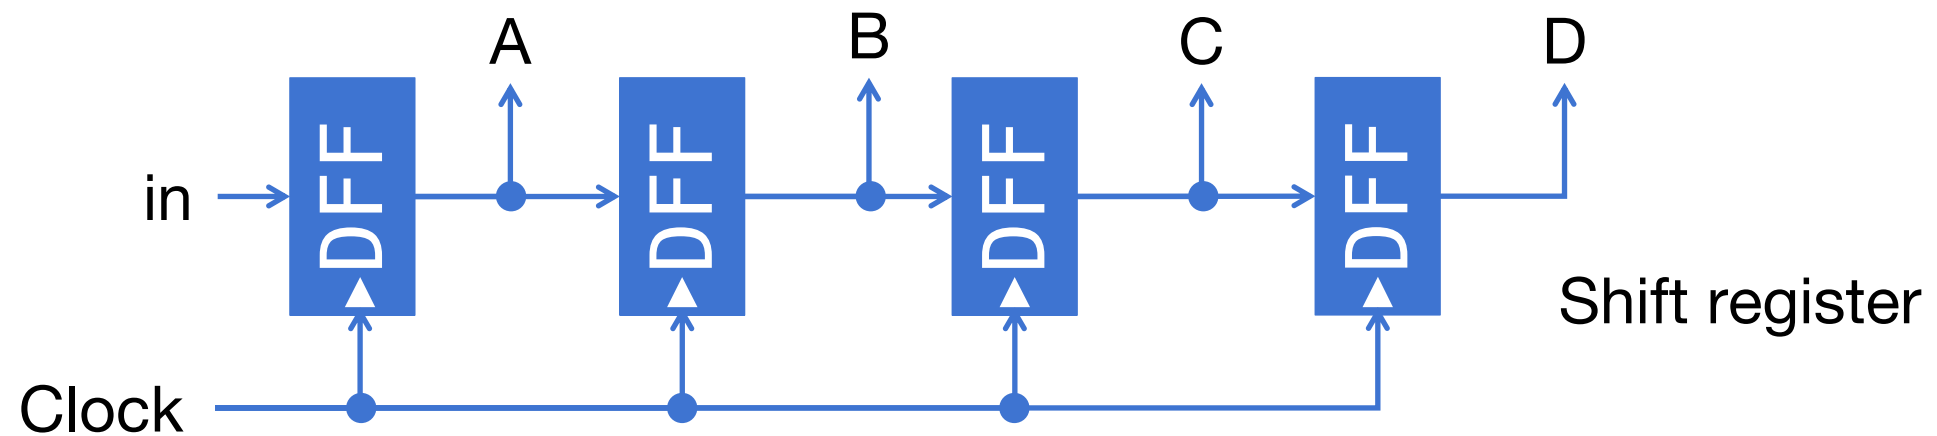 A
B
C
D
in
DFF
DFF
DFF
DFF
Shift register
Clock